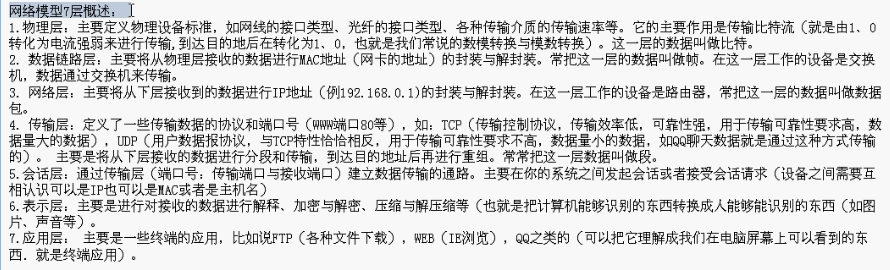 网络模型7层概述：
1.物理层：主要定义物理设备标准，如网线的接口类型、光纤的接口类型、各种传输介质的传输速率等。它的主要作用是传输比特流（就是由1、0
转化为电流强弱来进行传输,到达目的地后在转化为1、0，也就是我们常说的数模转换与模数转换）。这一层的数据叫做比特。
2. 数据链路层：主要将从物理层接收的数据进行MAC地址（网卡的地址）的封装与解封装。常把这一层的数据叫做帧。在这一层工作的设备是交换
机，数据通过交换机来传输。
3. 网络层：主要将从下层接收到的数据进行IP地址（例192.168.0.1)的封装与解封装。在这一层工作的设备是路由器，常把这一层的数据叫做数据
包。
4. 传输层：定义了一些传输数据的协议和端口号（WWW端口80等），如：TCP（传输控制协议，传输效率低，可靠性强，用于传输可靠性要求高，数
据量大的数据），UDP（用户数据报协议，与TCP特性恰恰相反，用于传输可靠性要求不高，数据量小的数据，如QQ聊天数据就是通过这种方式传输
的）。 主要是将从下层接收的数据进行分段和传输，到达目的地址后再进行重组。常常把这一层数据叫做段。
5.会话层：通过传输层（端口号：传输端口与接收端口）建立数据传输的通路。主要在你的系统之间发起会话或者接受会话请求（设备之间需要互
相认识可以是IP也可以是MAC或者是主机名）
6.表示层：主要是进行对接收的数据进行解释、加密与解密、压缩与解压缩等（也就是把计算机能够识别的东西转换成人能够能识别的东西（如图
片、声音等）。
7.应用层： 主要是一些终端的应用，比如说FTP（各种文件下载），WEB（IE浏览），QQ之类的（可以把它理解成我们在电脑屏幕上可以看到的东
西．就是终端应用）。